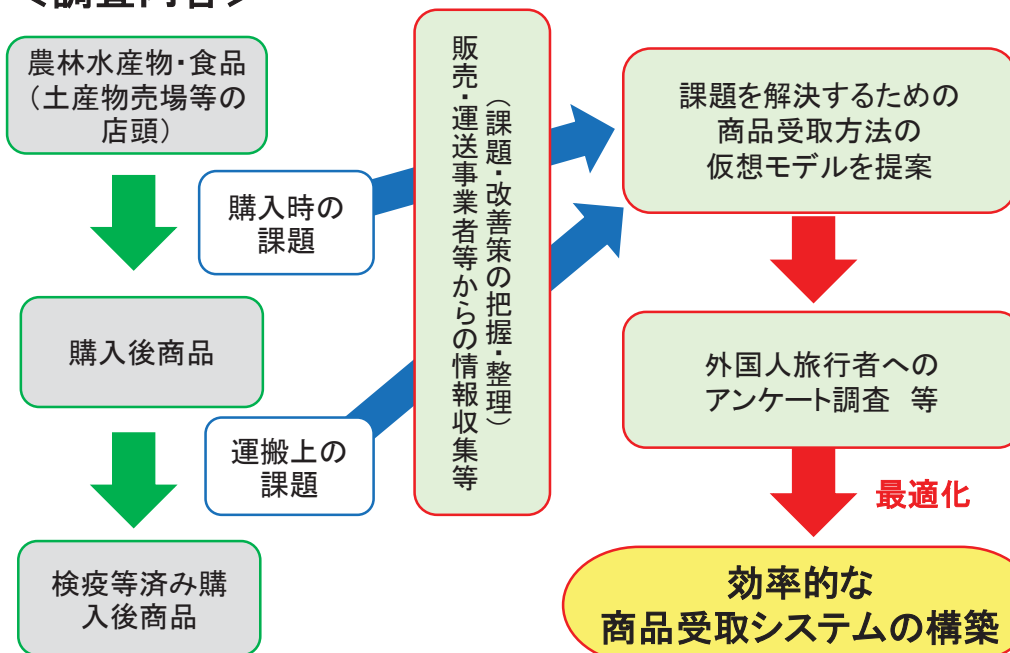 <調査内容>
農林水産物・食品
（土産物売場等の
店頭）
購入時の
課題
購入後商品
運搬上の
課題
検疫等済み購
入後商品
販売・運送事業者等からの情報収集等
（課題・改善策の把握・整理）
課題を解決するための
商品受取方法の
仮想モデルを提案
外国人旅行者への
アンケート調査　等
最適化
効率的な
商品受取システムの構築